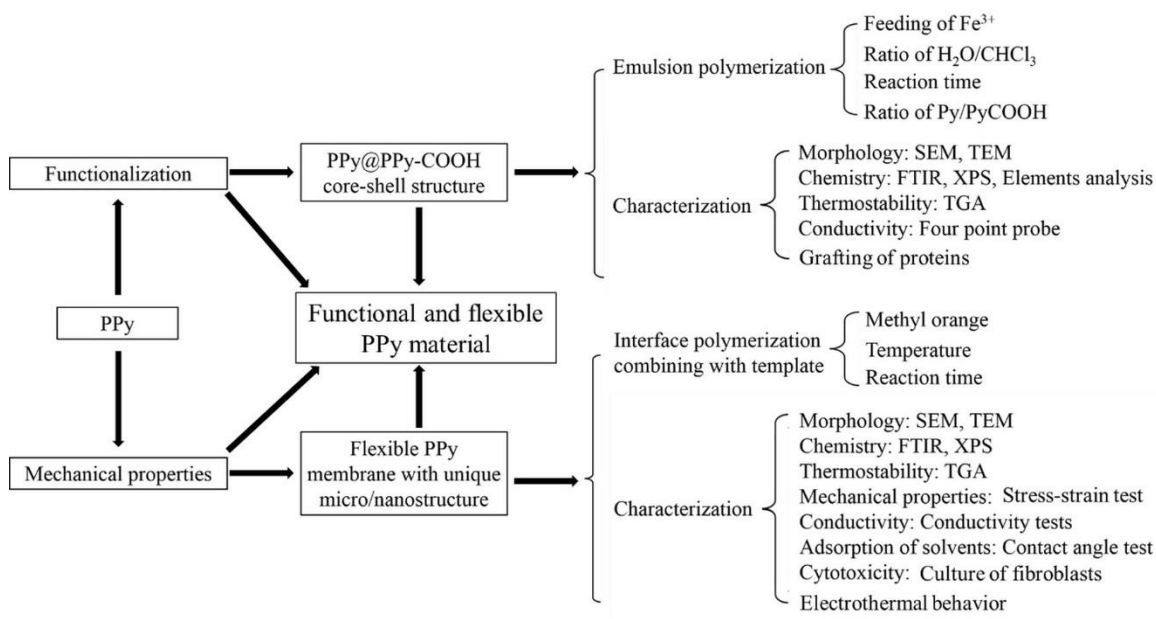 Functionalization
PPy
Mechanical properties
PPy@PPy-COOH
core-shell structure
Functional and flexible
PPy material
Flexible PPy
membrane with unique
micro/nanostructure
Emulsion polymerization
Feeding of Fe³⁺
Ratio of H₂O/CHCl₃
Reaction time
Ratio of Py/PyCOOH
Characterization
Morphology: SEM, TEM
Chemistry: FTIR, XPS, Elements analysis
Thermostability: TGA
Conductivity: Four point probe
Grafting of proteins
Interface polymerization
combining with template
Methyl orange
Temperature
Reaction time
Characterization
Morphology: SEM, TEM
Chemistry: FTIR, XPS
Thermostability: TGA
Mechanical properties: Stress-strain test
Conductivity: Conductivity tests
Adsorption of solvents: Contact angle test
Cytotoxicity: Culture of fibroblasts
Electrothermal behavior